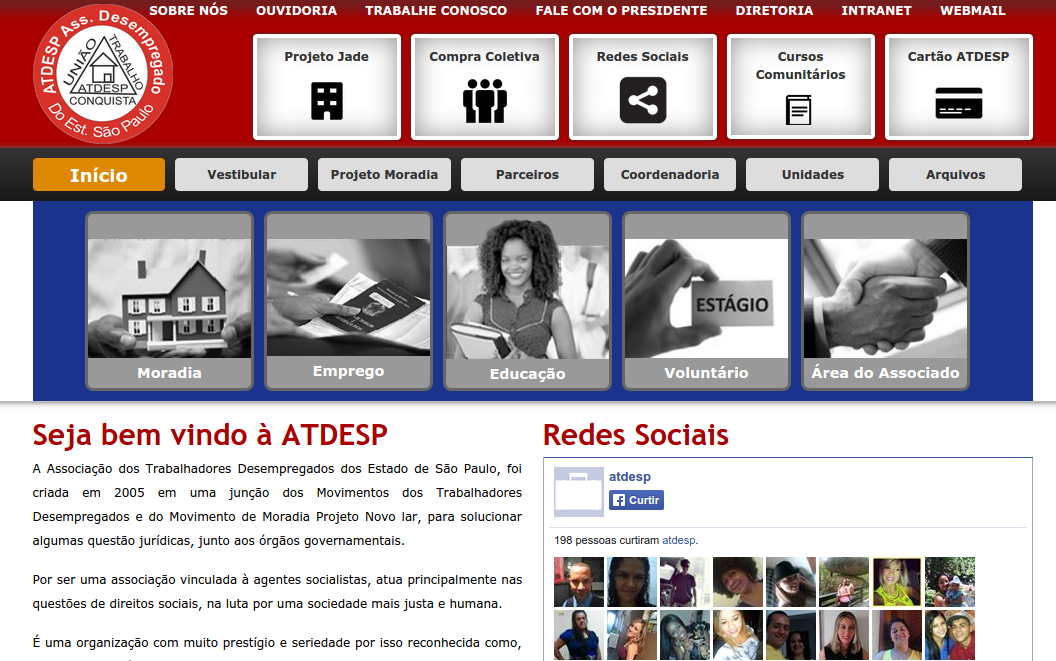 SOBRE NÓS OUVIDORIA TRABALHE CONOSCO FALE COM O PRESIDENTE DIRETORIA INTRANET WEBMAIL
ATDESP Ass. Desempregado
Do Est. São Paulo
UNIÃO TRABALHO
ATDESP
CONQUISTA
Projeto Jade
Compra Coletiva
Redes Sociais
Cursos
Comunitários
Cartão ATDESP
Início Vestibular Projeto Moradia Parceiros Coordenadoria Unidades Arquivos
ESTÁGIO
Moradia Emprego Educação Voluntário Área do Associado
Seja bem vindo à ATDESP
A Associação dos Trabalhadores Desempregados dos Estado de São Paulo, foi
criada em 2005 em uma junção dos Movimentos dos Trabalhadores
Desempregados e do Movimento de Moradia Projeto Novo lar, para solucionar
algumas questão jurídicas, junto aos órgãos governamentais.
Por ser uma associação vinculada à agentes socialistas, atua principalmente nas
questões de direitos sociais, na luta por uma sociedade mais justa e humana.
É uma organização com muito prestígio e seriedade por isso reconhecida como,
Redes Sociais
atdesp
Curtir
198 pessoas curtiram atdesp.